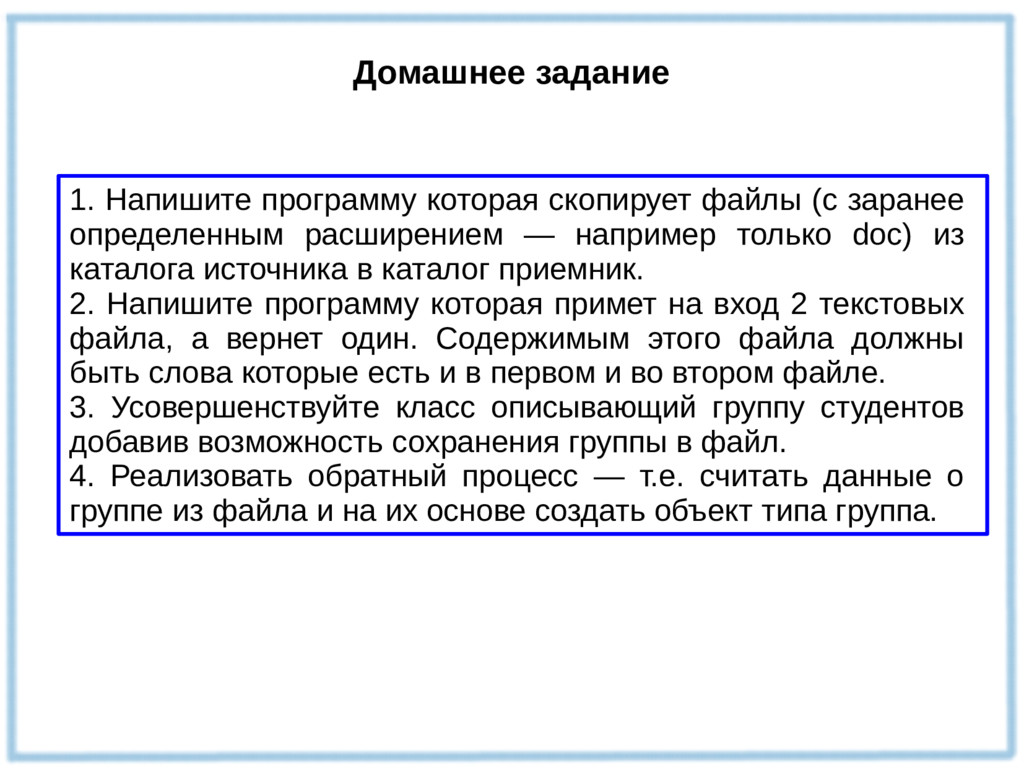 Домашнее задание
1. Напишите программу которая скопирует файлы (с заранее
определенным расширением — например только doc) из
каталога источника в каталог приемник.
2. Напишите программу которая примет на вход 2 текстовых
файла, а вернет один. Содержимым этого файла должны
быть слова которые есть и в первом и во втором файле.
3. Усовершенствуйте класс описывающий группу студентов
добавив возможность сохранения группы в файл.
4. Реализовать обратный процесс — т.е. считать данные о
группе из файла и на их основе создать объект типа группа.